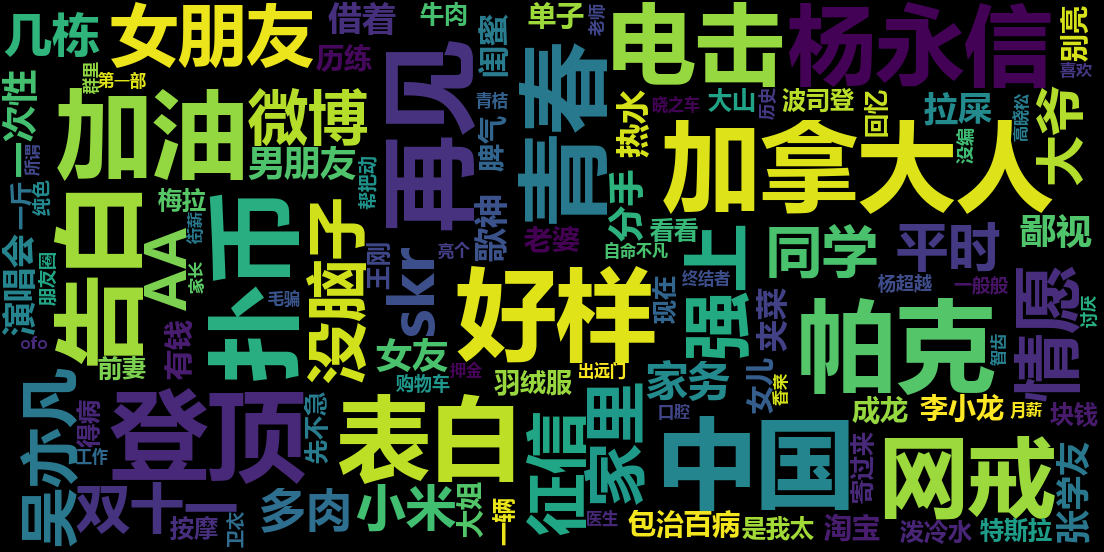 几栋
女朋友
借着
牛肉
单子
老师
电击
杨永信
别亮
喜欢
历练
闺蜜
群里
第一部
一次性
加油
微博
再见
青春
青桔
热水
晓之车
大山
历史
波司登
回忆
拉屎
高晓松
大爷
所谓
男朋友
帮把动
脾气
加拿大人
没编
一斤
纯色
告白
AA
梅拉
街薪
扑币
没脑子
歌神
分手
老婆
看看
自命不凡
强上
同学
平时
鄙视
演唱会
朋友圈
家长
王刚
亮个
skr
好样
现在
终结者
杨超越
一般般
情愿
讨厌
毛骗
夹菜
帕克
智齿
ofo
前妻
有钱
女友
购物车
押金
羽绒服
出远门
家务
女儿
香菜
口腔
成龙
李小龙
月薪
块钱
吴亦凡
得病
工作
登顶
先不急
表白
征信
家里
中国
寄过来
网戒
张学友
双十一
按摩
卫衣
多肉
小米
大姐
一辆
医生
包治百病
是我太
淘宝
泼冷水
特斯拉